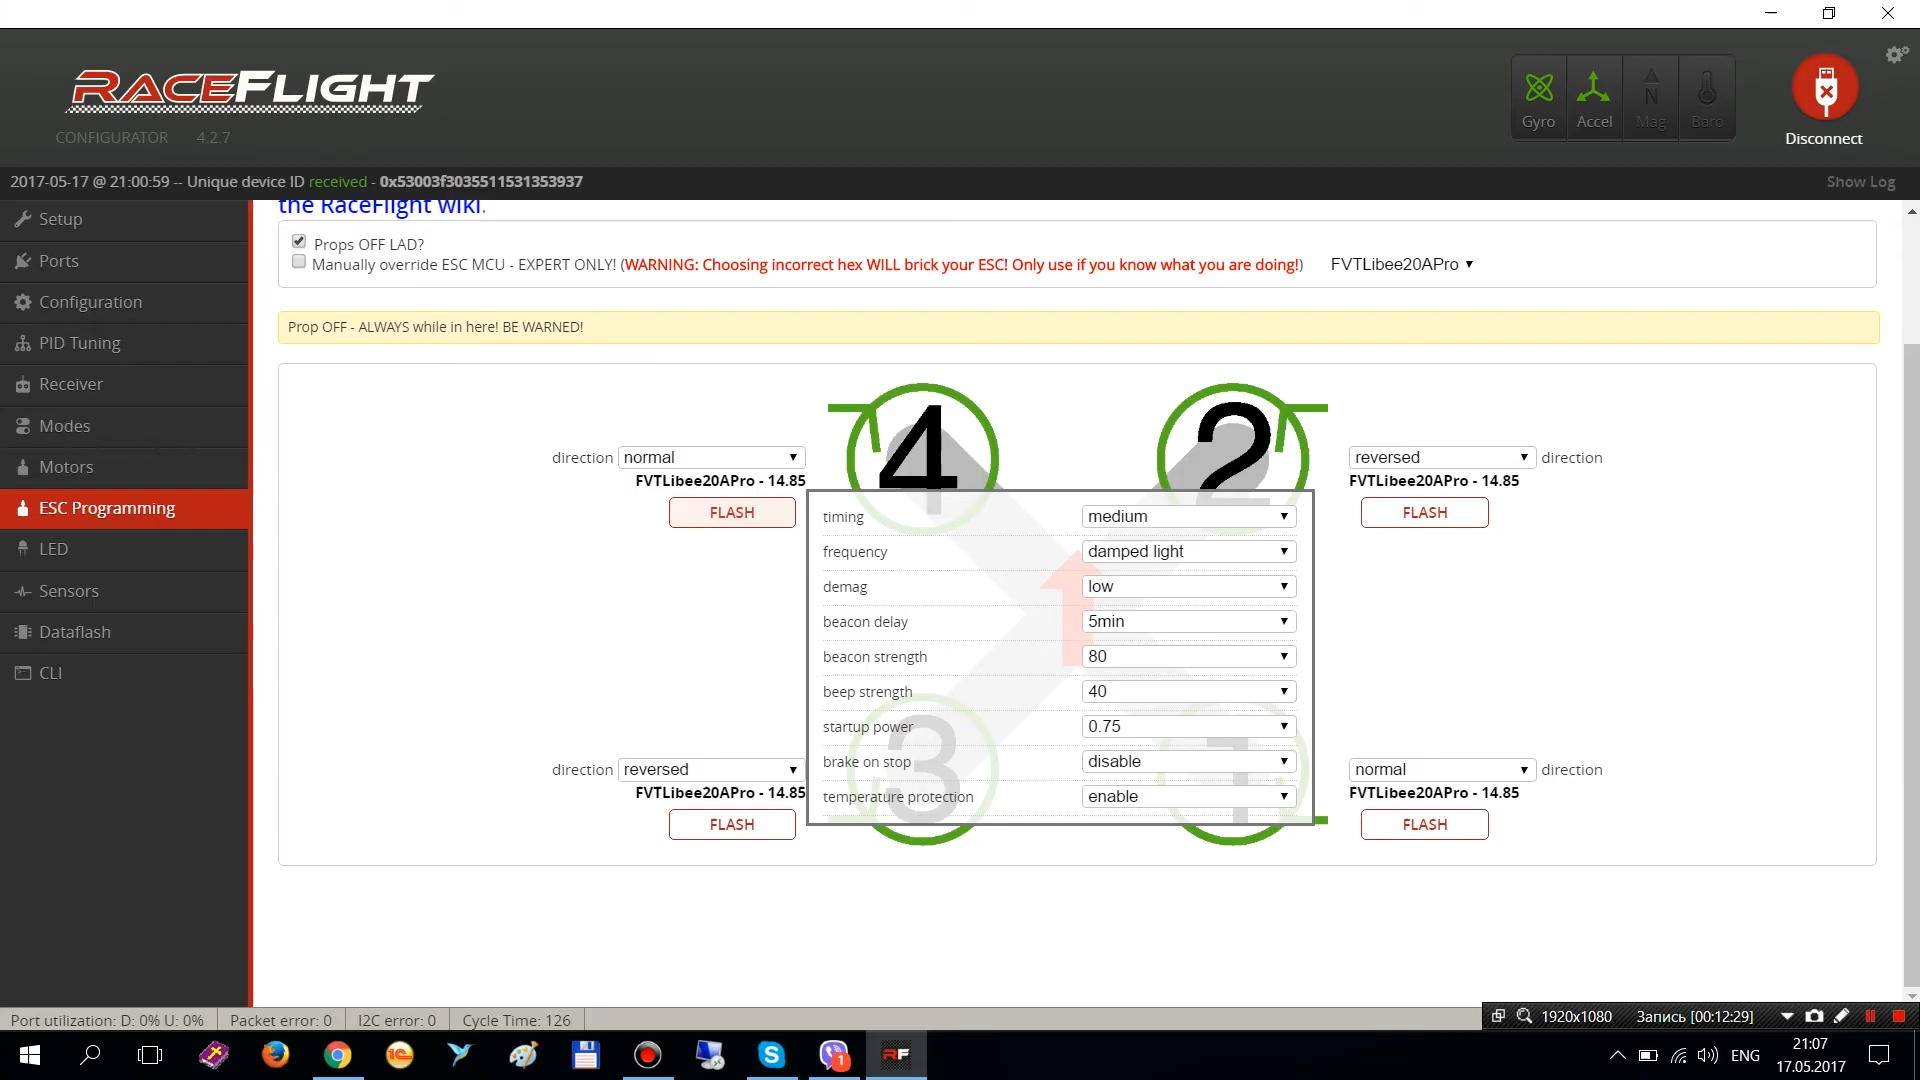 RACEFLIGHT
CONFIGURATOR 4.2.7
Gyro Accel Mag Baro
Disconnect
2017-05-17 @ 21:00:59 -- Unique device ID received - 0x53003f3035511531353937
Show Log
Setup
Ports
Configuration
PID Tuning
Receiver
Modes
Motors
ESC Programming
LED
Sensors
Dataflash
CLI
the RaceFlight wiki.
Props OFF LAD?
Manually override ESC MCU - EXPERT ONLY! (WARNING: Choosing incorrect hex WILL brick your ESC! Only use if you know what you are doing!) FVTLibee20APro
Prop OFF - ALWAYS while in here! BE WARNED!
4 2
direction normal
FVTLibee20APro - 14.85
FLASH
reversed direction
FVTLibee20APro - 14.85
FLASH
timing medium
frequency damped light
demag low
beacon delay 5min
beacon strength 80
beep strength 40
startup power 0.75
brake on stop disable
temperature protection enable
3 1
direction reversed
FVTLibee20APro - 14.85
FLASH
normal direction
FVTLibee20APro - 14.85
FLASH
Port utilization: D: 0% U: 0% Packet error: 0 I2C error: 0 Cycle Time: 126
1920x1080 Запись [00:12:29]
1
RF
ENG
21:07
17.05.2017